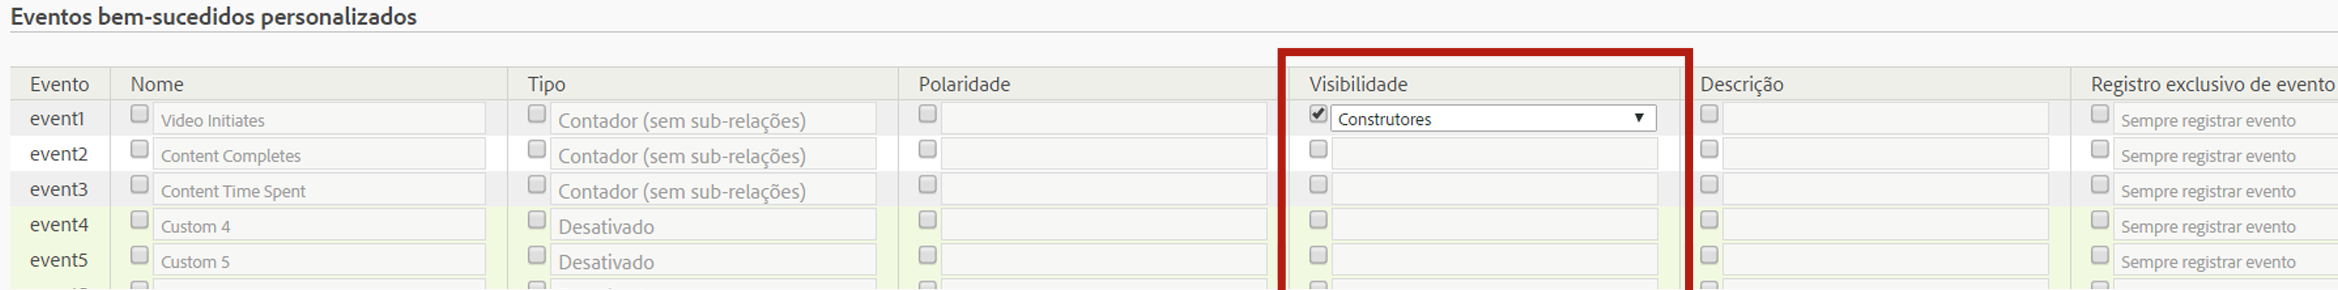 Eventos bem-sucedidos personalizados
Evento Nome Tipo Polaridade Visibilidade Descrição Registro exclusivo de evento
event1 Video Initiates Contador (sem sub-relações) Construtores Sempre registrar evento
event2 Content Completes Contador (sem sub-relações) Sempre registrar evento
event3 Content Time Spent Contador (sem sub-relações) Sempre registrar evento
event4 Custom 4 Desativado Sempre registrar evento
event5 Custom 5 Desativado Sempre registrar evento